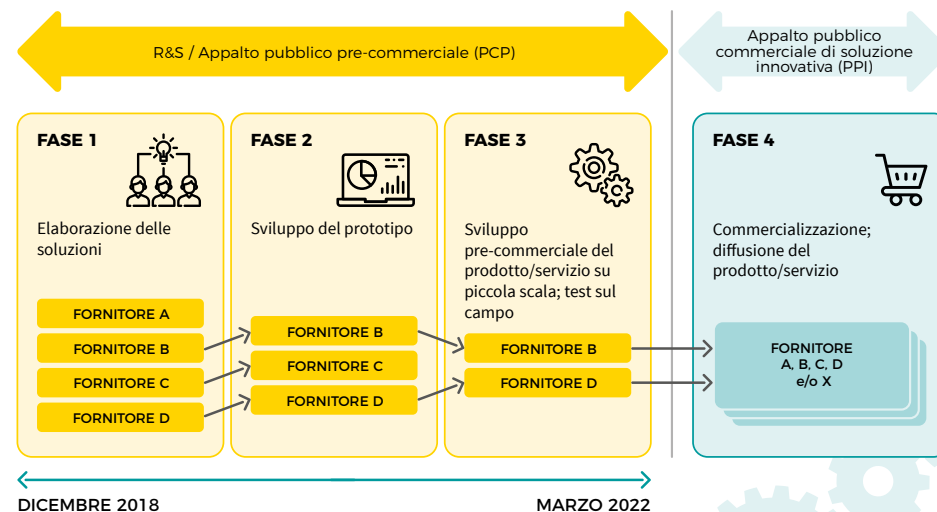 R&S / Appalto pubblico pre-commerciale (PCP)
Appalto pubblico
commerciale di soluzione
innovativa (PPI)
FASE 1
Elaborazione delle
soluzioni
FORNITORE A
FORNITORE B
FORNITORE C
FORNITORE D
FASE 2
Sviluppo del prototipo
FORNITORE B
FORNITORE C
FORNITORE D
FASE 3
Sviluppo
pre-commerciale del
prodotto/servizio su
piccola scala; test sul
campo
FORNITORE B
FORNITORE D
FASE 4
Commercializzazione;
diffusione del
prodotto/servizio
FORNITORE
A, B, C, D
e/o X
DICEMBRE 2018
MARZO 2022